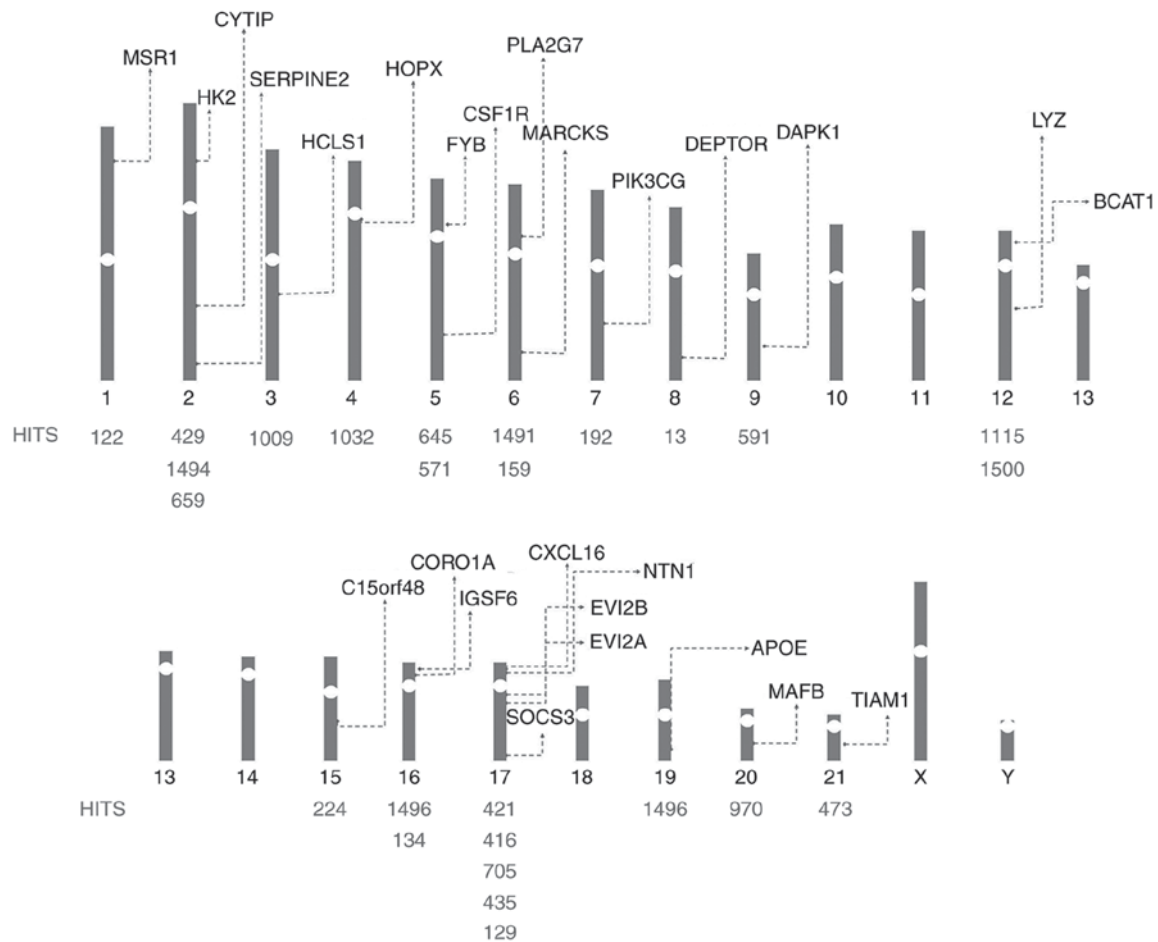 CYTIP
MSR1
HK2
SERPINE2
HCLS1
HOPX
CSF1R
FYB
PLA2G7
MARCKS
PIK3CG
DEPTOR
DAPK1
LYZ
BCAT1
1 2 3 4 5 6 7 8 9 10 11 12 13
HITS 122 429 1009 1032 645 1491 192 13 591 1115
1494 571 159 1500
659
C15orf48
CORO1A
IGSF6
CXCL16
NTN1
EVI2B
EVI2A
SOCS3
APOE
MAFB
TIAM1
13 14 15 16 17 18 19 20 21 X Y
HITS 224 1496 421 1496 970 473
134 416
705
435
129